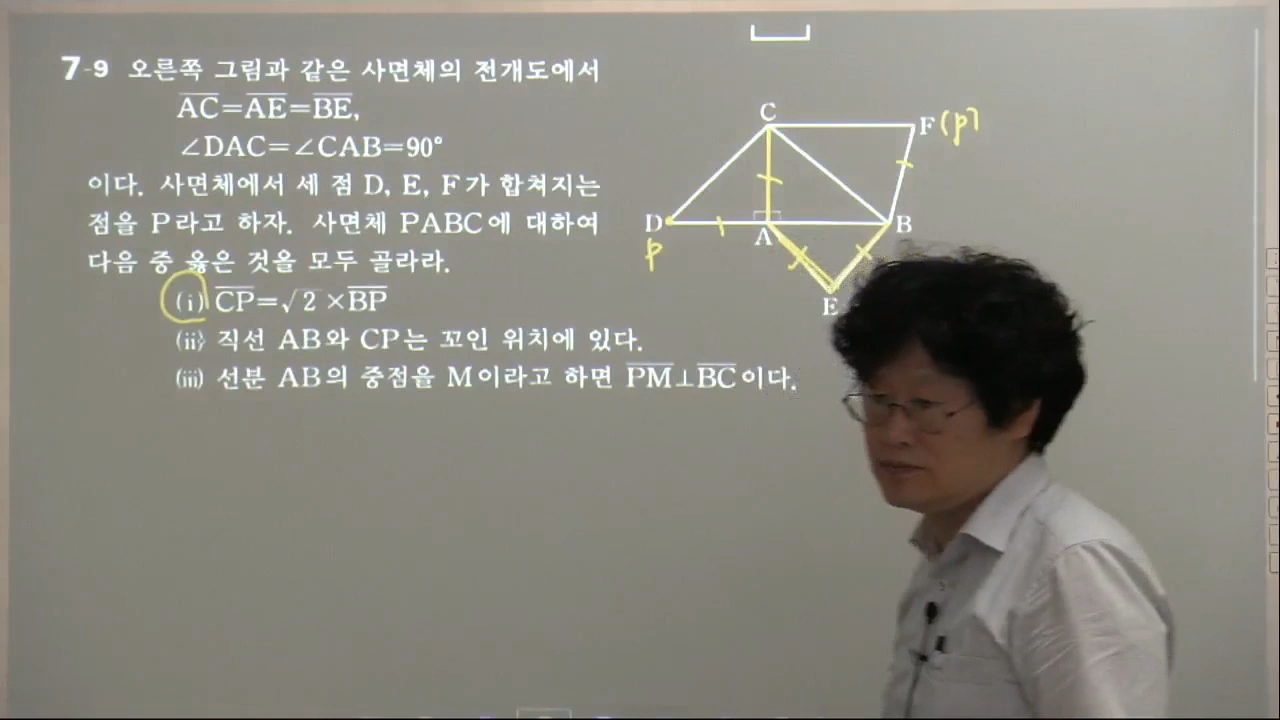 7-9 오른쪽 그림과 같은 사면체의 전개도에서
AC=AE=BE,
∠DAC=∠CAB=90°
이다. 사면체에서 세 점 D, E, F가 합쳐지는
점을 P라고 하자. 사면체 PABC에 대하여
다음 중 옳은 것을 모두 골라라.
(i) CP=√2×BP
(ii) 직선 AB와 CP는 꼬인 위치에 있다.
(iii) 선분 AB의 중점을 M이라고 하면 PM⊥BC이다.
C
F (P)
D
A
B
P
E